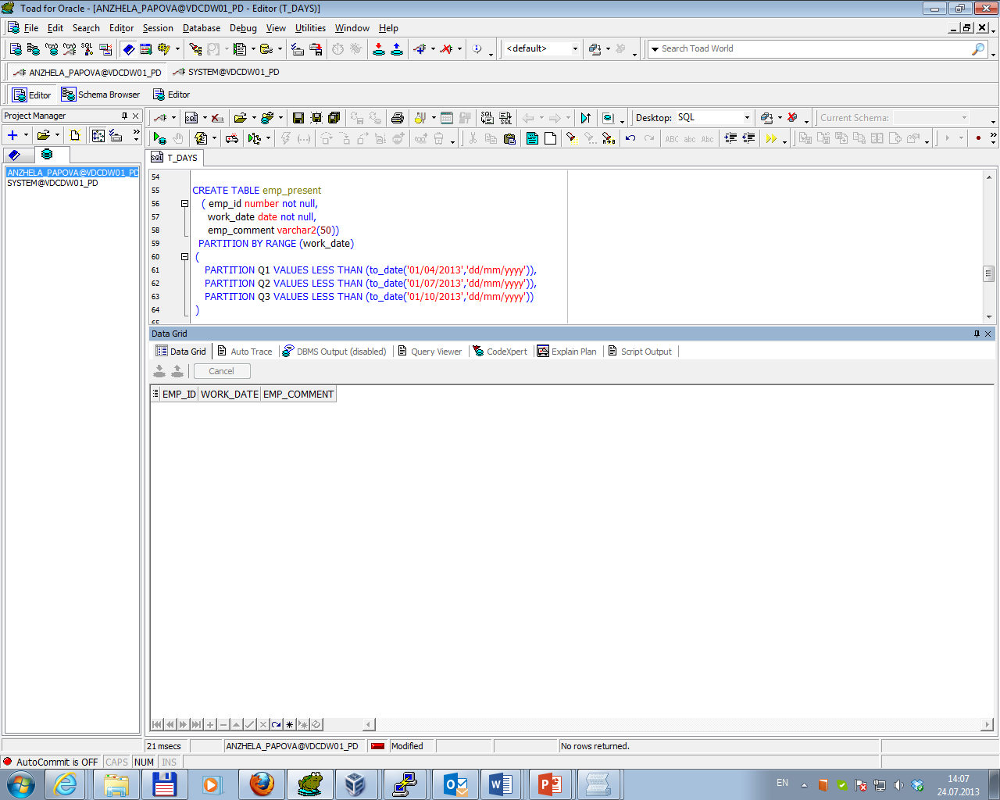 Toad for Oracle - [ANZHELA_PAPOVA@VDCDW01_PD - Editor (T_DAYS)]
File Edit Search Editor Session Database Debug View Utilities Window Help
<default> Search Toad World
ANZHELA_PAPOVA@VDCDW01_PD SYSTEM@VDCDW01_PD
Editor Schema Browser Editor
Project Manager
Desktop: SQL Current Schema:
T_DAYS
ANZHELA_PAPOVA@VDCDW01_PD
SYSTEM@VDCDW01_PD
54
55 CREATE TABLE emp_present
56 ( emp_id number not null,
57 work_date date not null,
58 emp_comment varchar2(50))
59 PARTITION BY RANGE (work_date)
60 (
61 PARTITION Q1 VALUES LESS THAN (to_date('01/04/2013','dd/mm/yyyy')),
62 PARTITION Q2 VALUES LESS THAN (to_date('01/07/2013','dd/mm/yyyy')),
63 PARTITION Q3 VALUES LESS THAN (to_date('01/10/2013','dd/mm/yyyy'))
64 )
65
Data Grid
Data Grid Auto Trace DBMS Output (disabled) Query Viewer CodeXpert Explain Plan Script Output
Cancel
EMP_ID WORK_DATE EMP_COMMENT
21 msecs ANZHELA_PAPOVA@VDCDW01_PD Modified No rows returned.
AutoCommit is OFF CAPS NUM INS
EN 14:07
24.07.2013